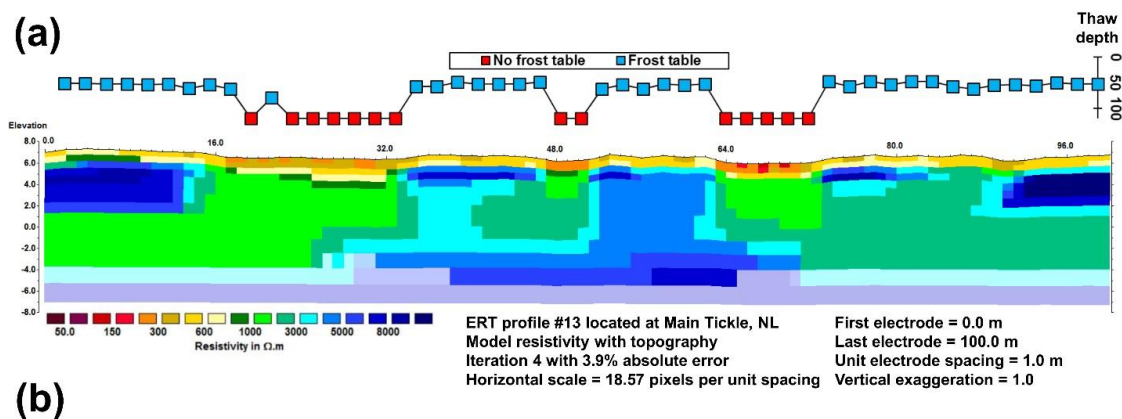 (a)
Thaw
depth
0
50
100
No frost table Frost table
Elevation
0.0 16.0 32.0 48.0 64.0 80.0 96.0
8.0
6.0
4.0
2.0
0.0
-2.0
-4.0
-6.0
-8.0
50.0 150 300 600 1000 3000 5000 8000
Resistivity in Ω.m
ERT profile #13 located at Main Tickle, NL
Model resistivity with topography
Iteration 4 with 3.9% absolute error
Horizontal scale = 18.57 pixels per unit spacing
First electrode = 0.0 m
Last electrode = 100.0 m
Unit electrode spacing = 1.0 m
Vertical exaggeration = 1.0
(b)